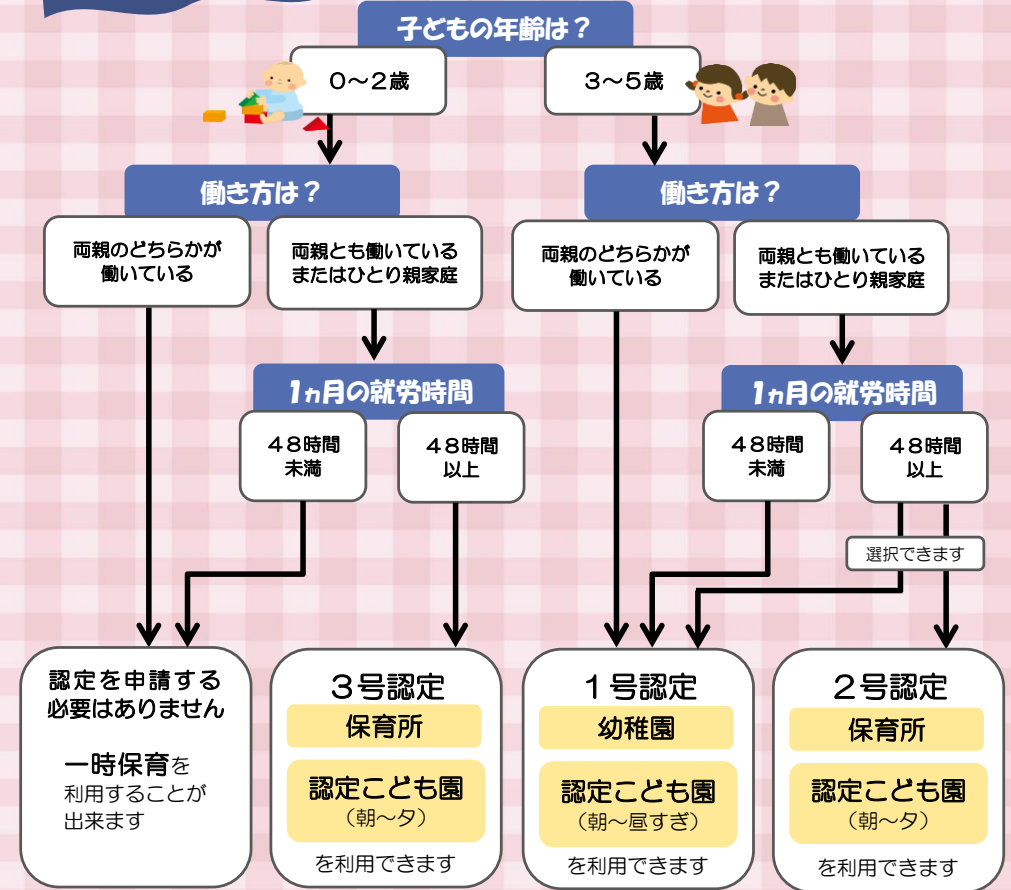 子どもの年齢は？
０～２歳
３～５歳
働き方は？
働き方は？
両親のどちらかが
働いている
両親とも働いている
またはひとり親家庭
両親のどちらかが
働いている
両親とも働いている
またはひとり親家庭
1ヵ月の就労時間
1ヵ月の就労時間
４８時間
未満
４８時間
以上
４８時間
未満
４８時間
以上
選択できます
認定を申請する
必要はありません
一時保育を
利用することが
出来ます
３号認定
保育所
認定こども園
（朝～夕）
を利用できます
１号認定
幼稚園
認定こども園
（朝～昼すぎ）
を利用できます
２号認定
保育所
認定こども園
（朝～夕）
を利用できます